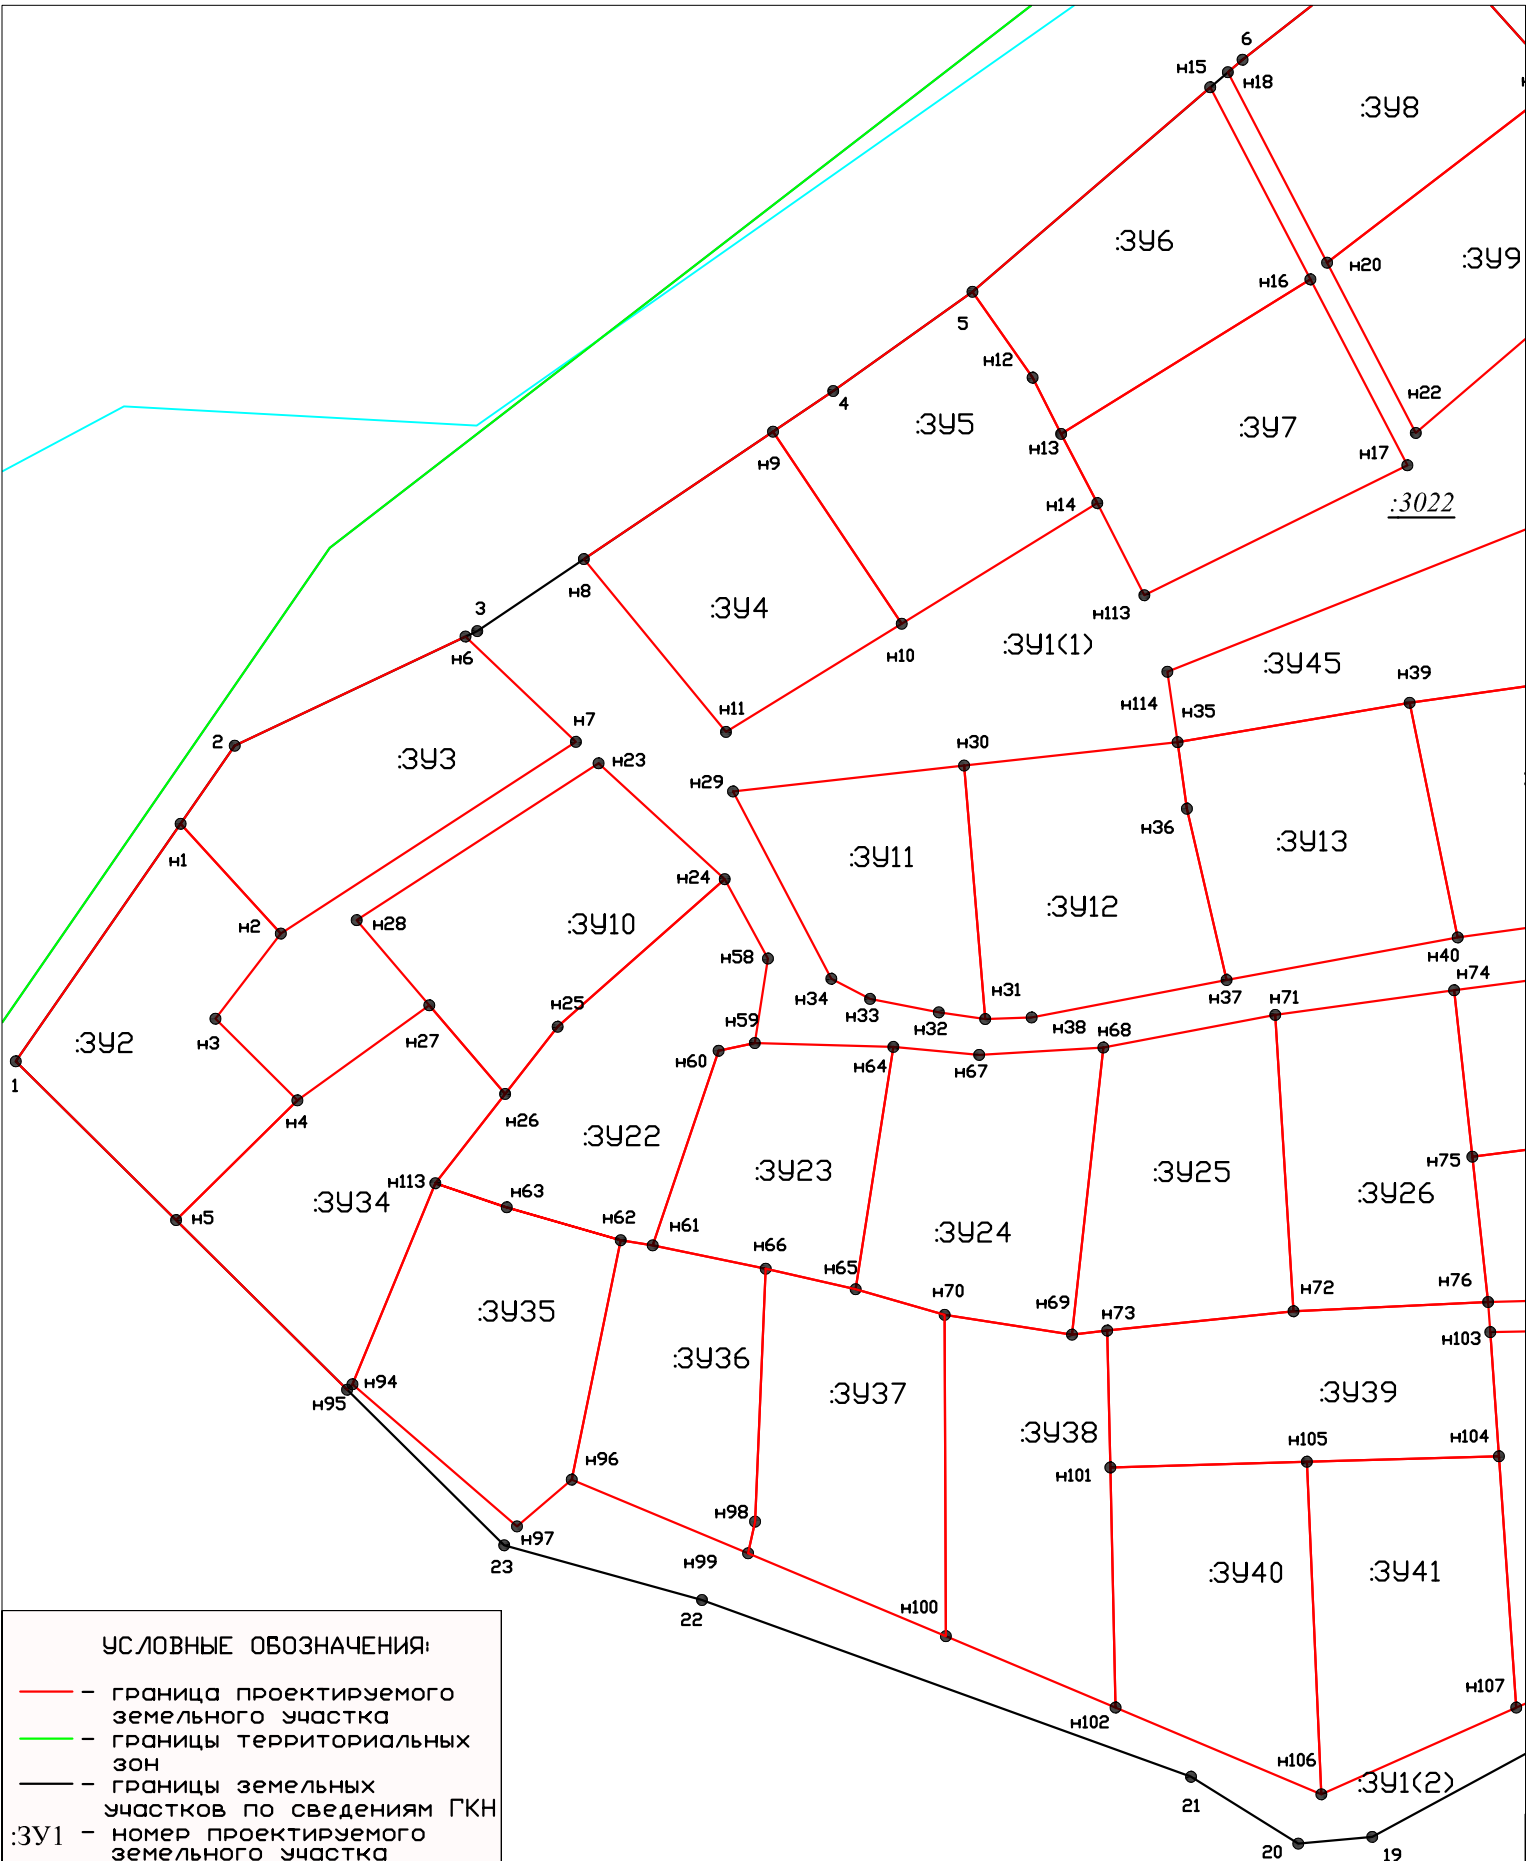 6
н15
н18
:ЗУ8
:ЗУ6
н20
:ЗУ9
н16
5
н12
4
н22
:ЗУ5
:ЗУ7
н13
н9
н17
н14
:3022
н8
3
:ЗУ4
н113
н6
н10
:ЗУ1(1)
:ЗУ45
н39
н114
н11
н35
н7
2
:ЗУ3
н30
н23
н29
н36
:ЗУ13
н1
:ЗУ11
н24
:ЗУ12
н2
н28
:ЗУ10
н40
н58
н34
н37
н74
н25
н31
н71
н3
н27
н59
н33
н32
н38
н68
:ЗУ2
н60
н64
н67
1
н4
н26
:ЗУ22
:ЗУ23
:ЗУ25
н75
н113
н63
:ЗУ34
:ЗУ26
н5
н62
н61
:ЗУ24
н66
н65
н76
н70
н72
:ЗУ35
н69
н73
н103
:ЗУ36
н94
:ЗУ37
:ЗУ39
н95
:ЗУ38
н105
н104
н96
н101
н98
н97
23
н99
:ЗУ40
:ЗУ41
н100
22
н107
н102
н106
:ЗУ1(2)
21
20
19
УСЛОВНЫЕ ОБОЗНАЧЕНИЯ:
- граница проектируемого
земельного участка
- границы территориальных
зон
- границы земельных
участков по сведениям ГКН
:ЗУ1 - номер проектируемого
земельного участка